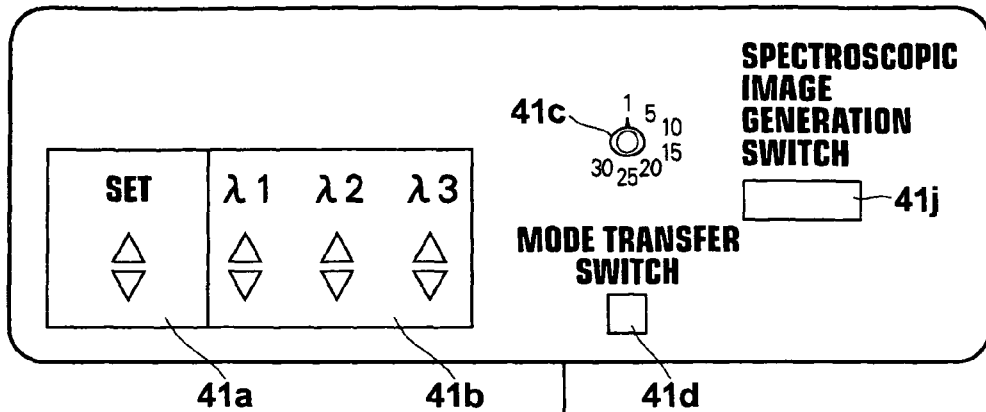 SPECTROSCOPIC
IMAGE
GENERATION
SWITCH
41j
41c
1
5
10
15
20
25
30
SET
λ1 λ2 λ3
MODE TRANSFER
SWITCH
41a 41b 41d